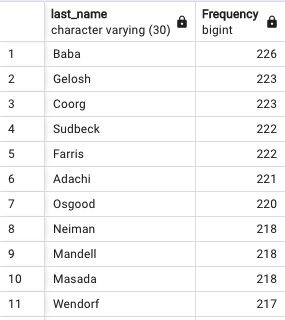 last_name Frequency
character varying (30) bigint
1 Baba 226
2 Gelosh 223
3 Coorg 223
4 Sudbeck 222
5 Farris 222
6 Adachi 221
7 Osgood 220
8 Neiman 218
9 Mandell 218
10 Masada 218
11 Wendorf 217